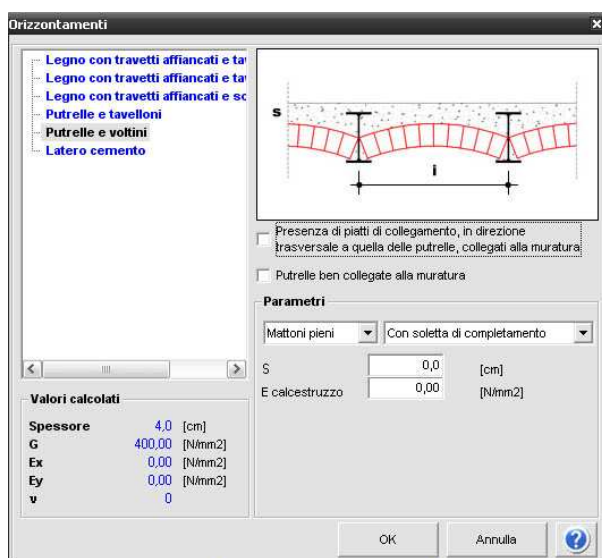 Orizzontamenti
Legno con travetti affiancati e ta
Legno con travetti affiancati e ta
Legno con travetti affiancati e so
Putrelle e tavelloni
Putrelle e voltini
Latero cemento
s
i
Presenza di piatti di collegamento, in direzione
trasversale a quella delle putrelle, collegati alla muratura
Putrelle ben collegate alla muratura
Parametri
Mattoni pieni Con soletta di completamento
S 0,0 [cm]
E calcestruzzo 0,00 [N/mm2]
Valori calcolati
Spessore 4,0 [cm]
G 400,00 [N/mm2]
Ex 0,00 [N/mm2]
Ey 0,00 [N/mm2]
ν 0
OK Annulla ?